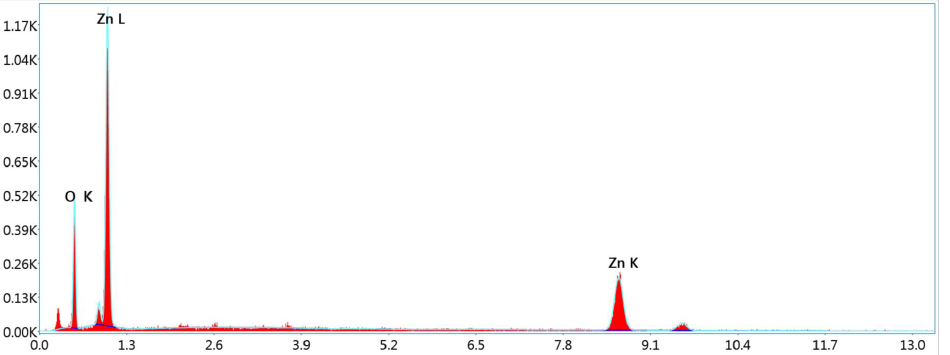 Zn L
1.17K
1.04K
0.91K
0.78K
0.65K
0.52K
O K
0.39K
0.26K
Zn K
0.13K
0.00K
0.0 1.3 2.6 3.9 5.2 6.5 7.8 9.1 10.4 11.7 13.0